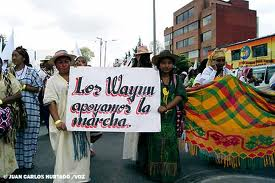 Los Wayuu
apoyamos la
marcha.
© JUAN CARLOS HURTADO /VOZ